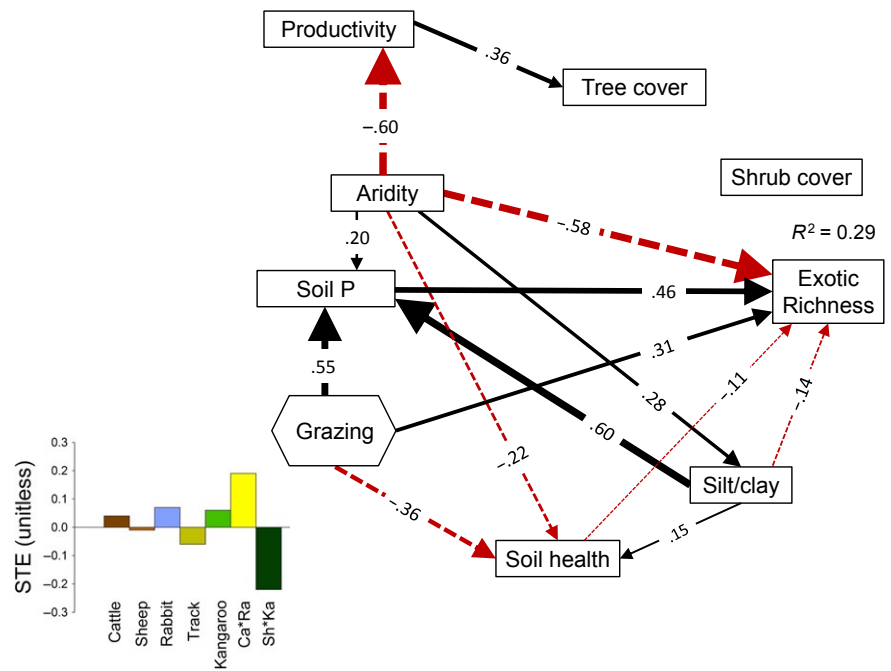 Productivity
.36
Tree cover
−.60
Shrub cover
Aridity
−.58
R² = 0.29
.20
Exotic
Richness
Soil P
.46
.31
.55
−.11
−.14
.28
Grazing
.60
−.22
Silt/clay
−.36
.15
Soil health
STE (unitless)
0.3
0.2
0.1
0.0
−0.1
−0.2
−0.3
Cattle
Sheep
Rabbit
Track
Kangaroo
Ca*Ra
Sh*Ka